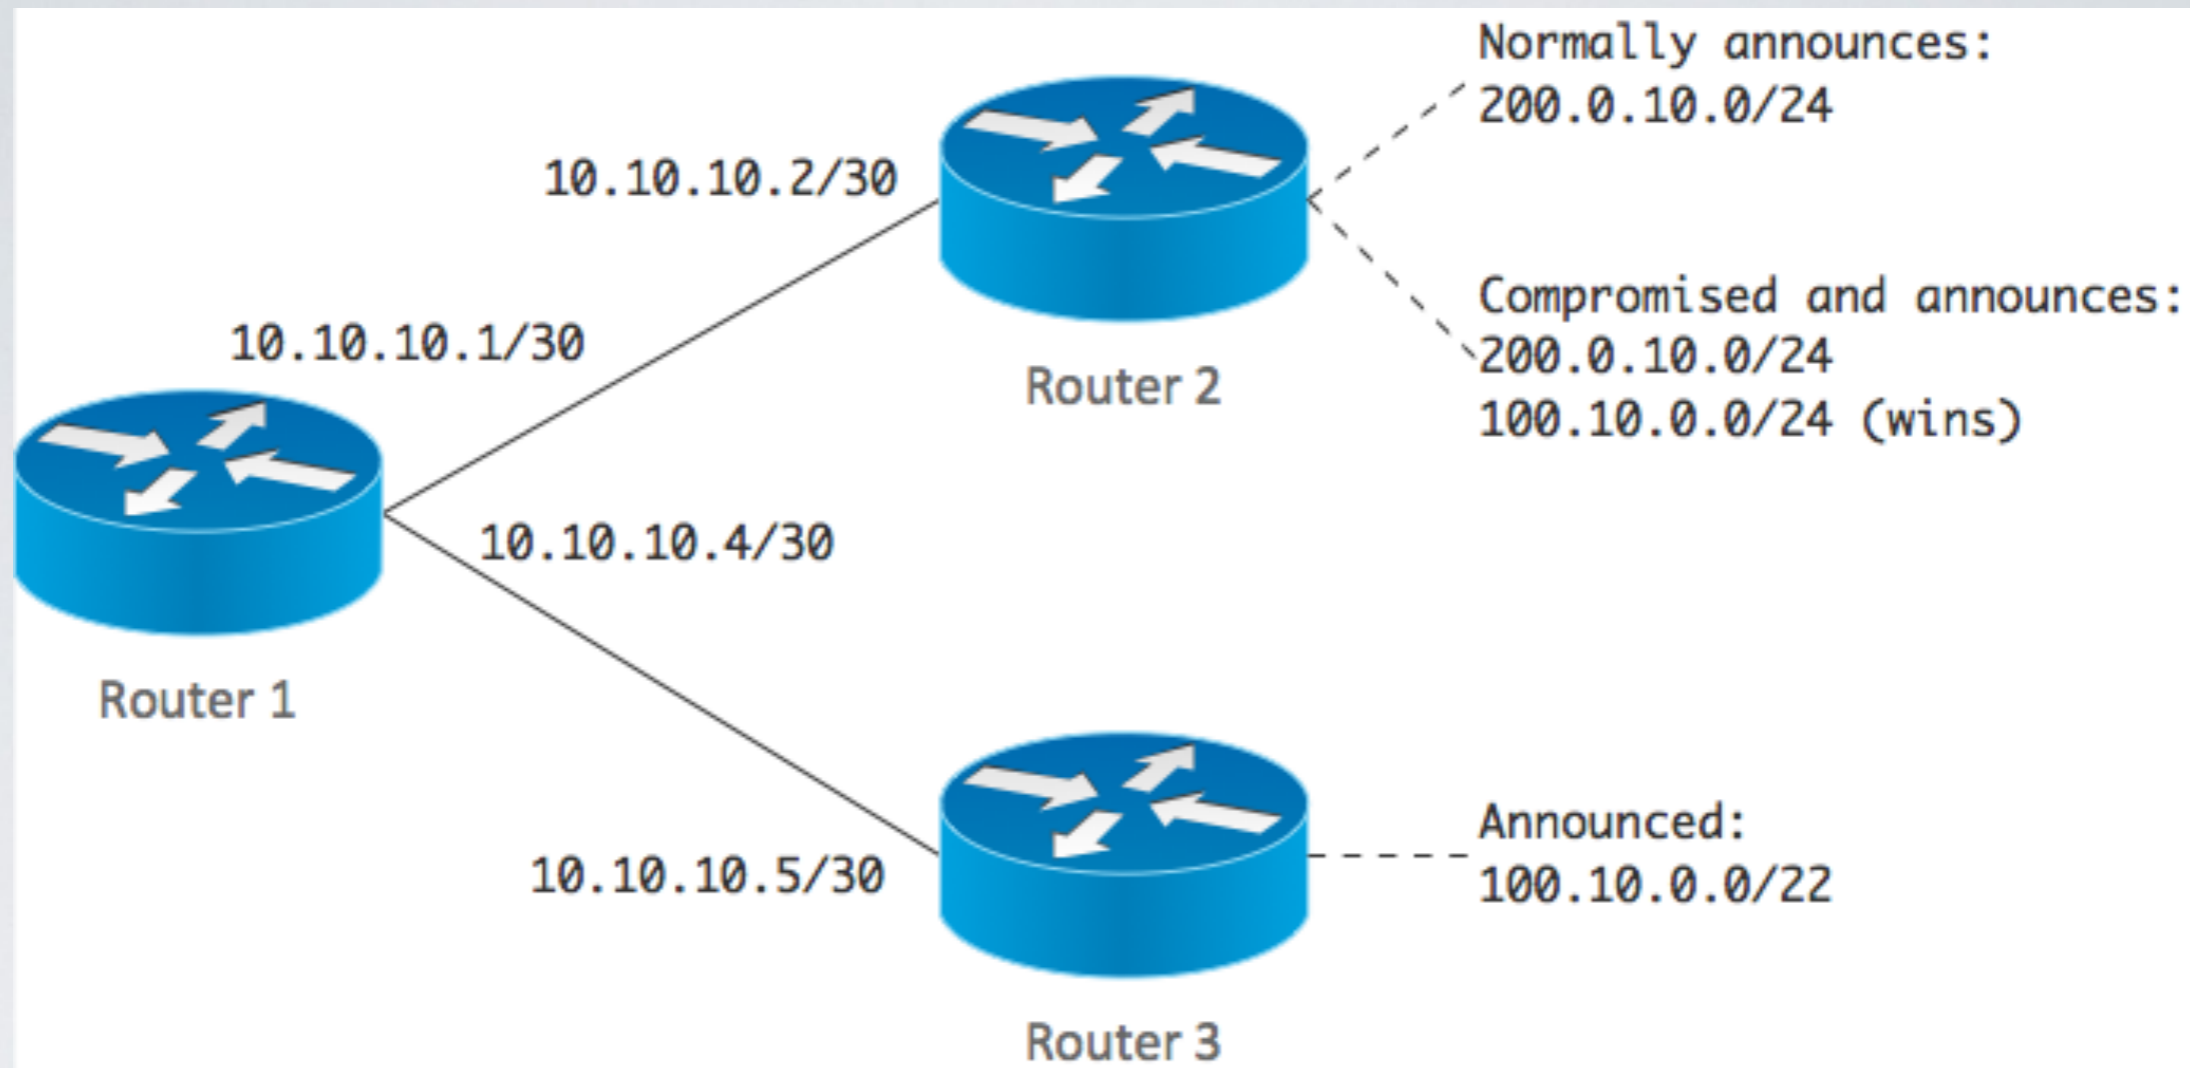 Normally announces:
200.0.10.0/24
10.10.10.2/30
Compromised and announces:
200.0.10.0/24
100.10.0.0/24 (wins)
10.10.10.1/30
Router 2
10.10.10.4/30
Router 1
Announced:
100.10.0.0/22
10.10.10.5/30
Router 3